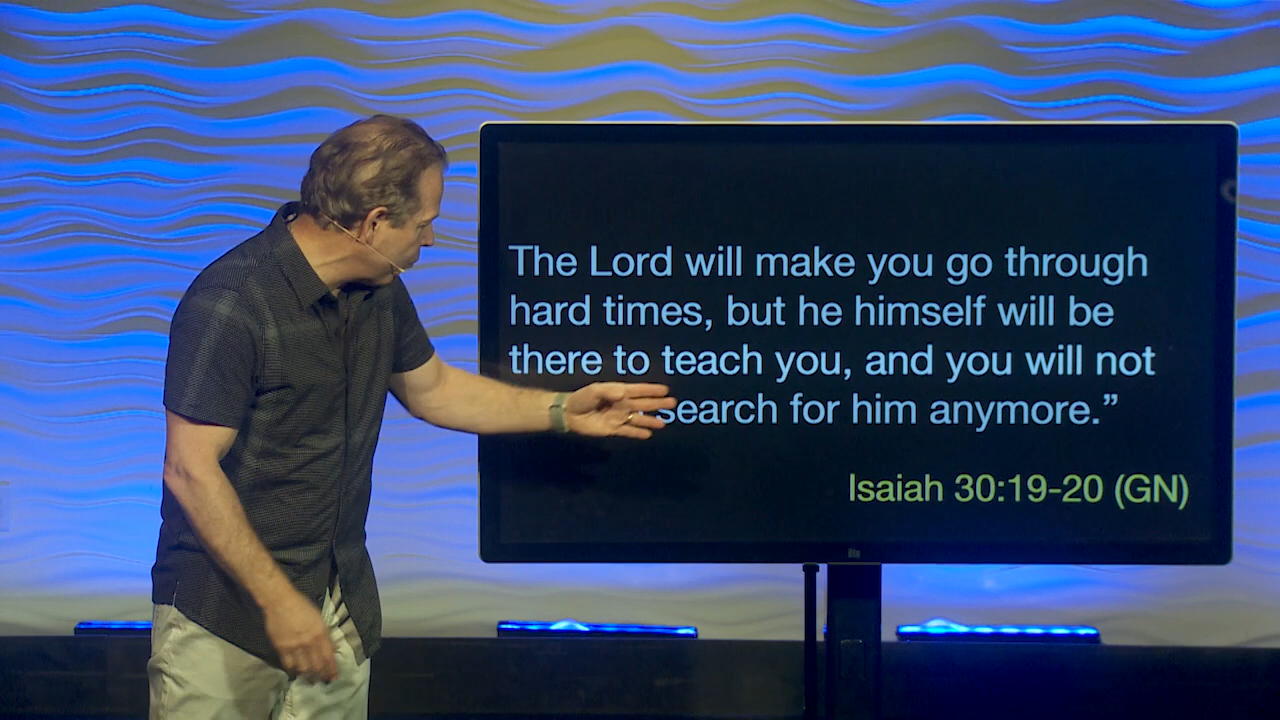 The Lord will make you go through
hard times, but he himself will be
there to teach you, and you will not
search for him anymore.”
Isaiah 30:19-20 (GN)